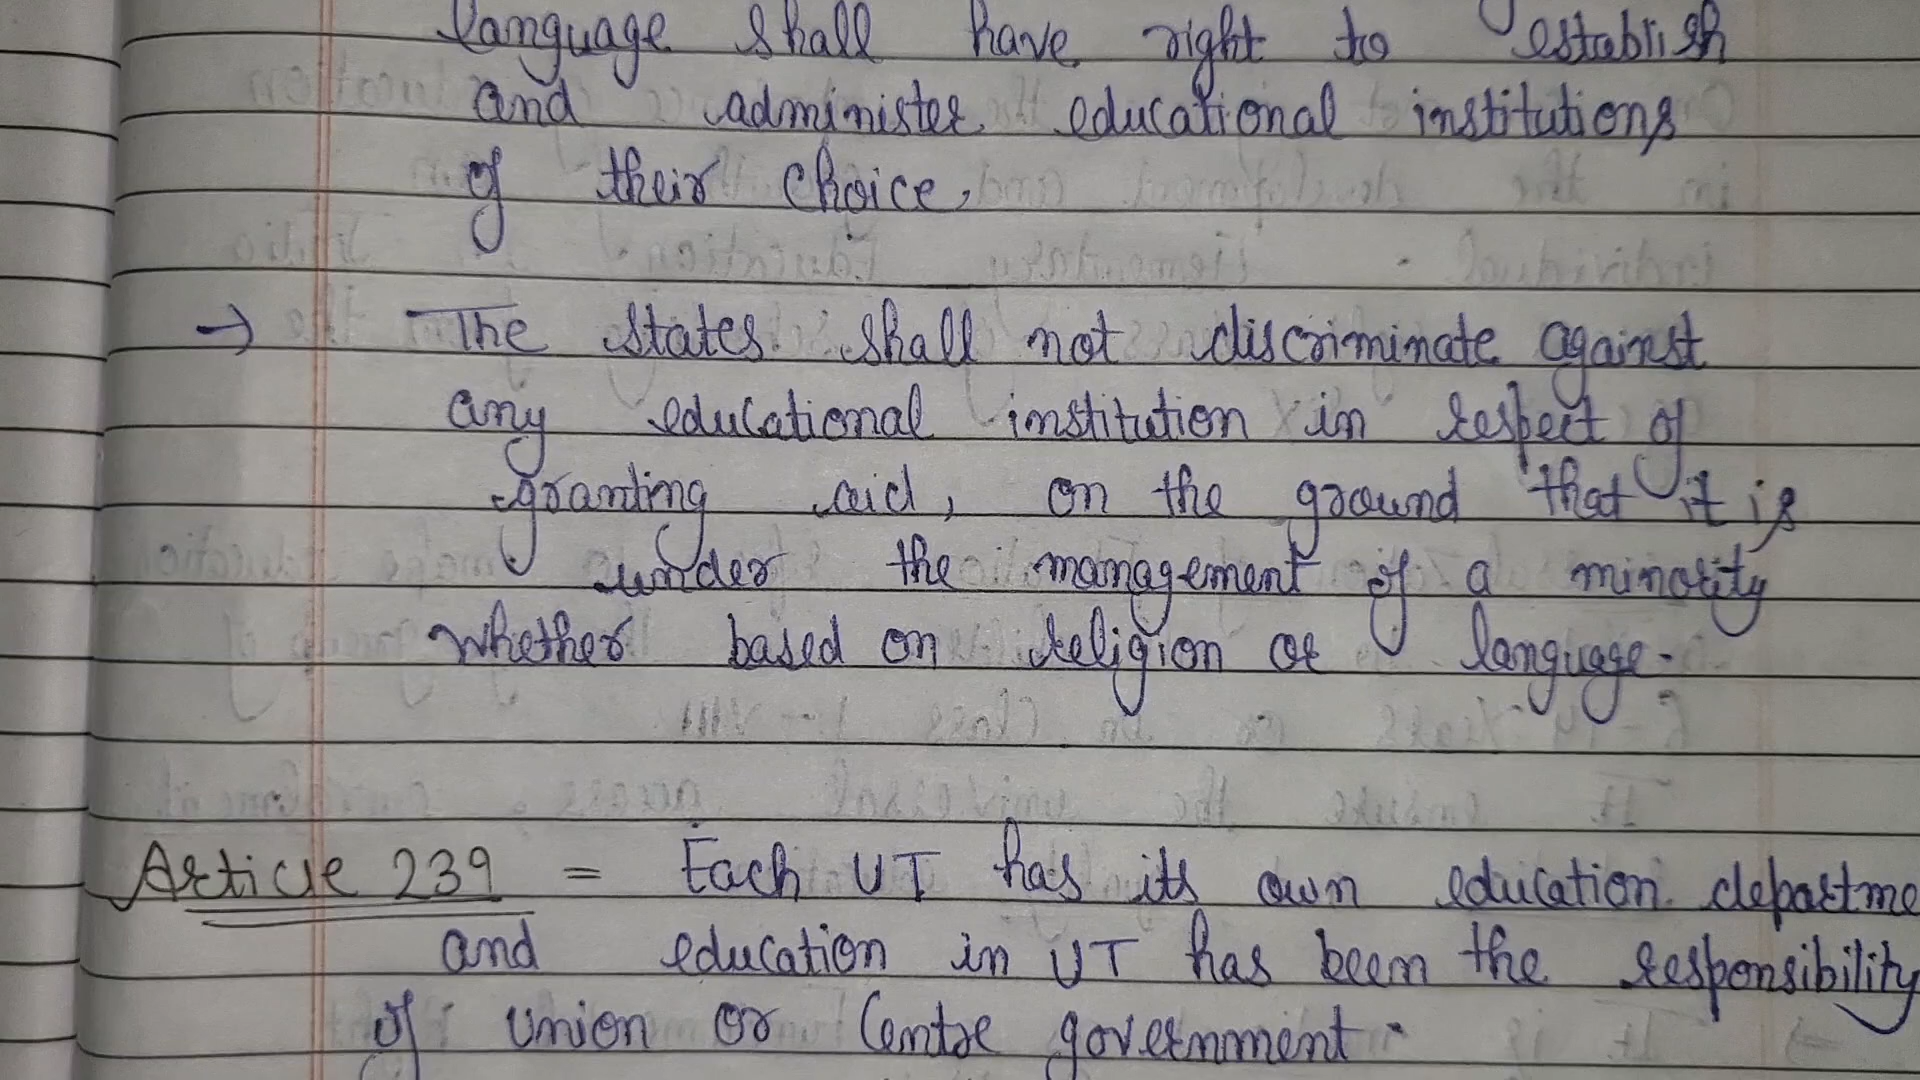 language shall have right to establish
and administer educational institutions
of their choice,
→ The states shall not discriminate against
any educational institution in respect of
granting aid, on the ground that it is
under the management of a minority
whether based on religion or language.
Article 239 = Each UT has its own education departme
and education in UT has been the responsibility
of union or Centre government.